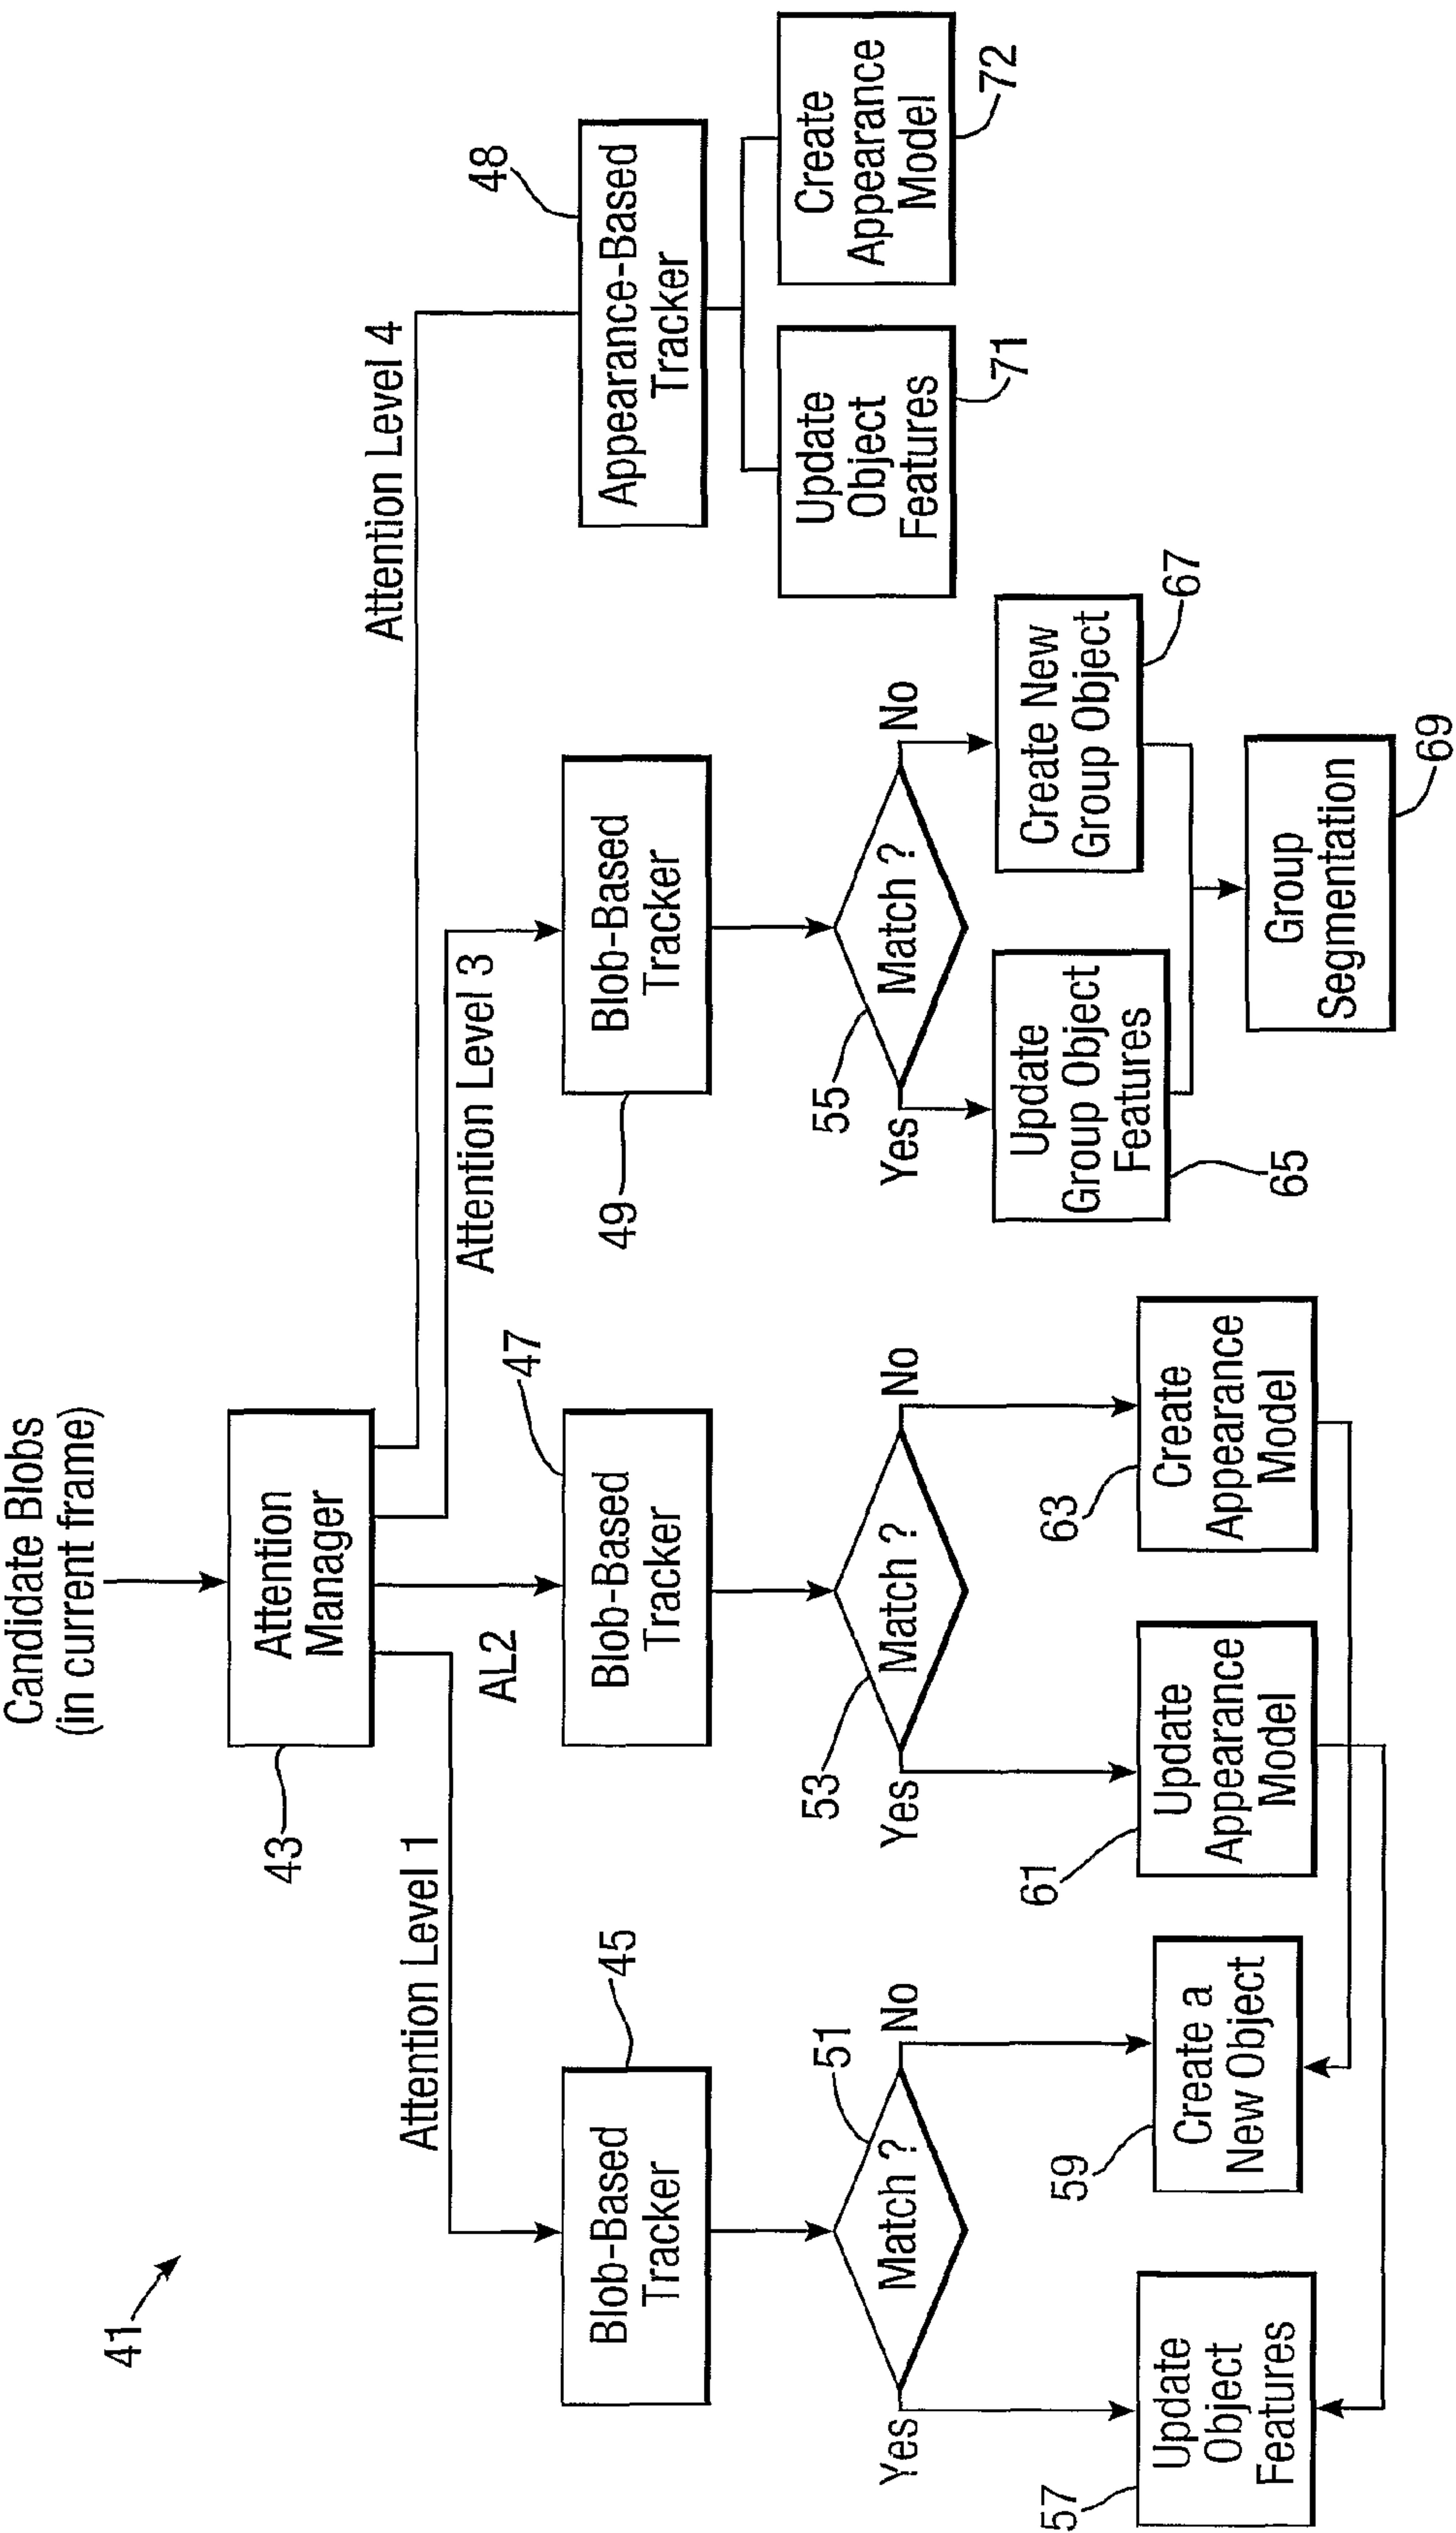 41
Candidate Blobs
(in current frame)
43
Attention
Manager
Attention Level 1
AL2
Attention Level 3
Attention Level 4
45
Blob-Based
Tracker
47
Blob-Based
Tracker
49
Blob-Based
Tracker
48
Appearance-Based
Tracker
51
Match ?
Yes
No
53
Match ?
Yes
No
55
Match ?
Yes
No
57
Update
Object
Features
59
Create a
New Object
61
Update
Appearance
Model
63
Create
Appearance
Model
65
Update
Group Object
Features
67
Create New
Group Object
69
Group
Segmentation
71
Update
Object
Features
72
Create
Appearance
Model